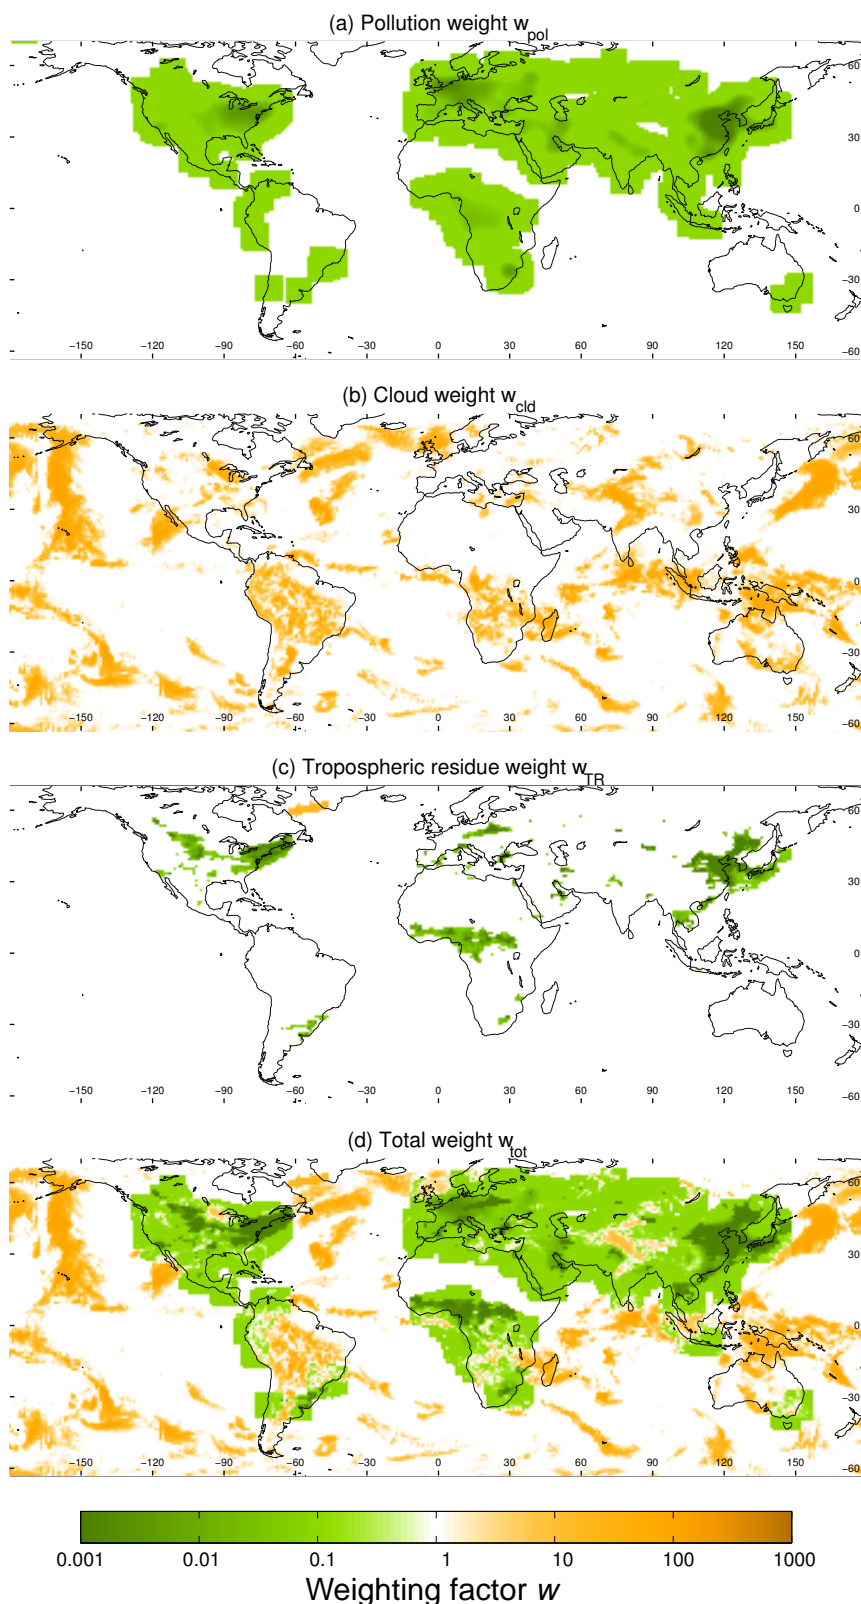 (a) Pollution weight w_pol
60
30
0
−30
−60
−150 −120 −90 −60 −30 0 30 60 90 120 150
(b) Cloud weight w_cld
60
30
0
−30
−60
−150 −120 −90 −60 −30 0 30 60 90 120 150
(c) Tropospheric residue weight w_TR
60
30
0
−30
−60
−150 −120 −90 −60 −30 0 30 60 90 120 150
(d) Total weight w_tot
60
30
0
−30
−60
−150 −120 −90 −60 −30 0 30 60 90 120 150
0.001 0.01 0.1 1 10 100 1000
Weighting factor w